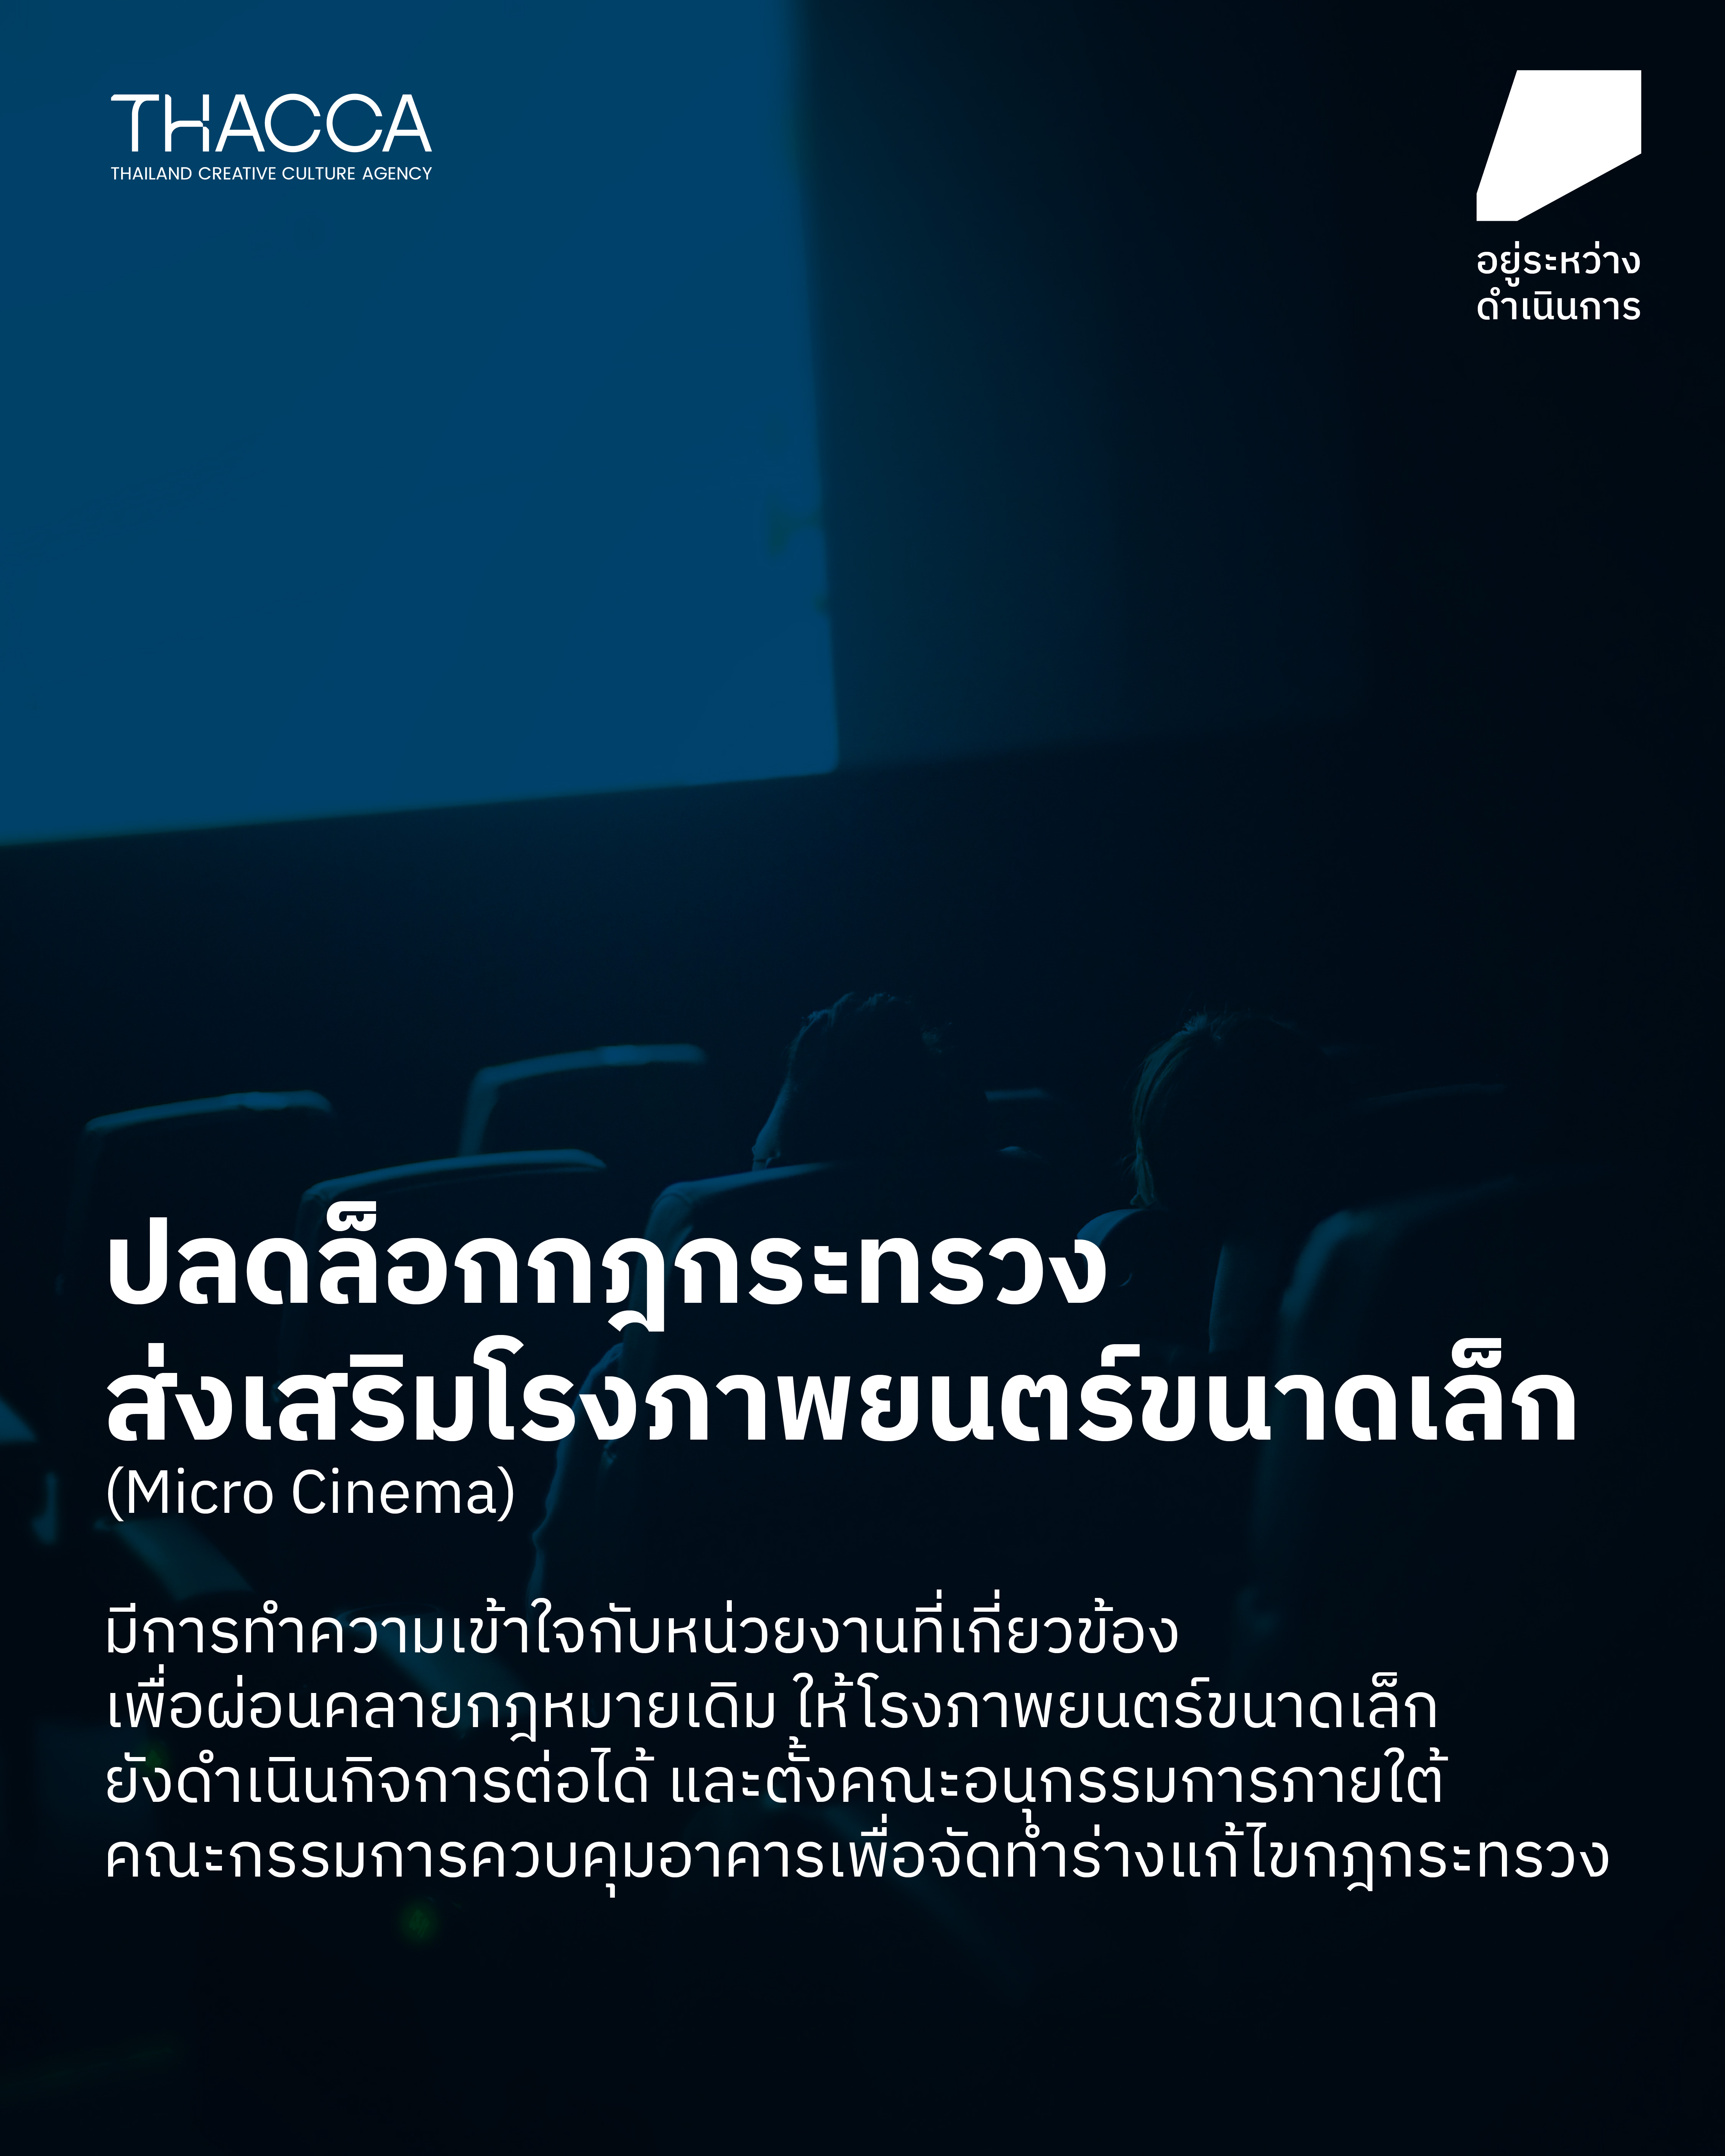 THACCA
THAILAND CREATIVE CULTURE AGENCY
อยู่ระหว่าง
ดำเนินการ
ปลดล็อกกฎกระทรวง
ส่งเสริมโรงภาพยนตร์ขนาดเล็ก
(Micro Cinema)
มีการทำความเข้าใจกับหน่วยงานที่เกี่ยวข้อง
เพื่อผ่อนคลายกฎหมายเดิม ให้โรงภาพยนตร์ขนาดเล็ก
ยังดำเนินกิจการต่อได้ และตั้งคณะอนุกรรมการภายใต้
คณะกรรมการควบคุมอาคารเพื่อจัดทำร่างแก้ไขกฎกระทรวง